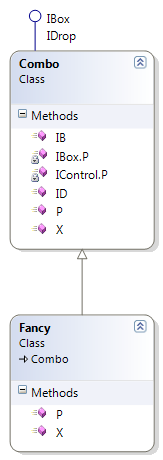 IBox
IDrop
Combo
Class
Methods
IB
IBox.P
IControl.P
ID
P
X
Fancy
Class
Combo
Methods
P
X